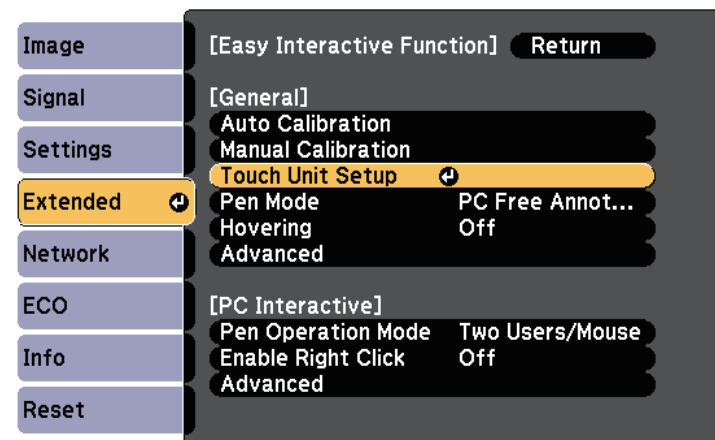 Image
Signal
Settings
Extended
Network
ECO
Info
Reset
[Easy Interactive Function] Return
[General]
Auto Calibration
Manual Calibration
Touch Unit Setup
Pen Mode PC Free Annot...
Hovering Off
Advanced
[PC Interactive]
Pen Operation Mode Two Users/Mouse
Enable Right Click Off
Advanced